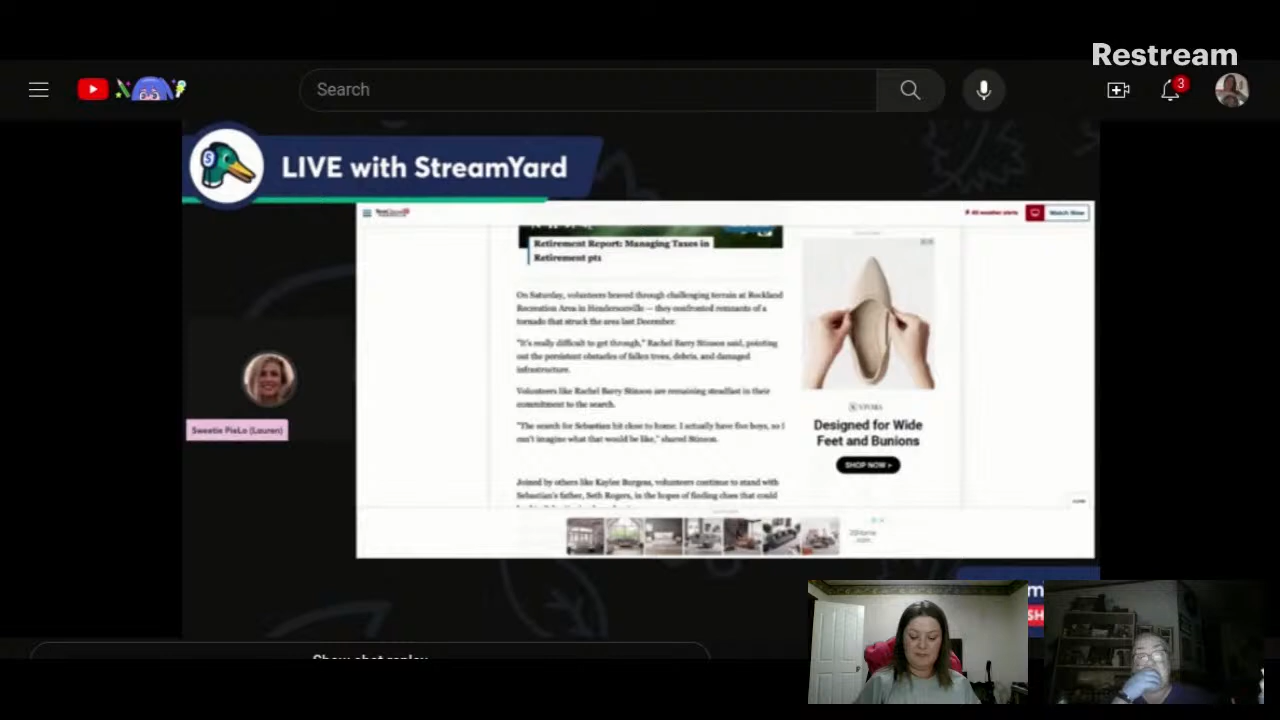 Restream
Search
3
LIVE with StreamYard
Watch Now
Retirement Report: Managing Taxes in
Retirement pt1
On Saturday, volunteers braved through challenging terrain at Rockland
Recreation Area in Hendersonville — they confronted remnants of a
tornado that struck the area last December.
"It's really difficult to get through," Rachel Barry Stinson said, pointing
out the persistent obstacles of fallen trees, debris, and damaged
infrastructure.
Volunteers like Rachel Barry Stinson are remaining steadfast in their
commitment to the search.
"The search for Sebastian hit close to home. I actually have five boys, so I
can't imagine what that would be like," shared Stinson.
Joined by others like Kaylee Burgess, volunteers continue to stand with
Sebastian's father, Seth Rogers, in the hopes of finding clues that could
Designed for Wide
Feet and Bunions
SHOP NOW >
Sweetie PieLo (Lauren)